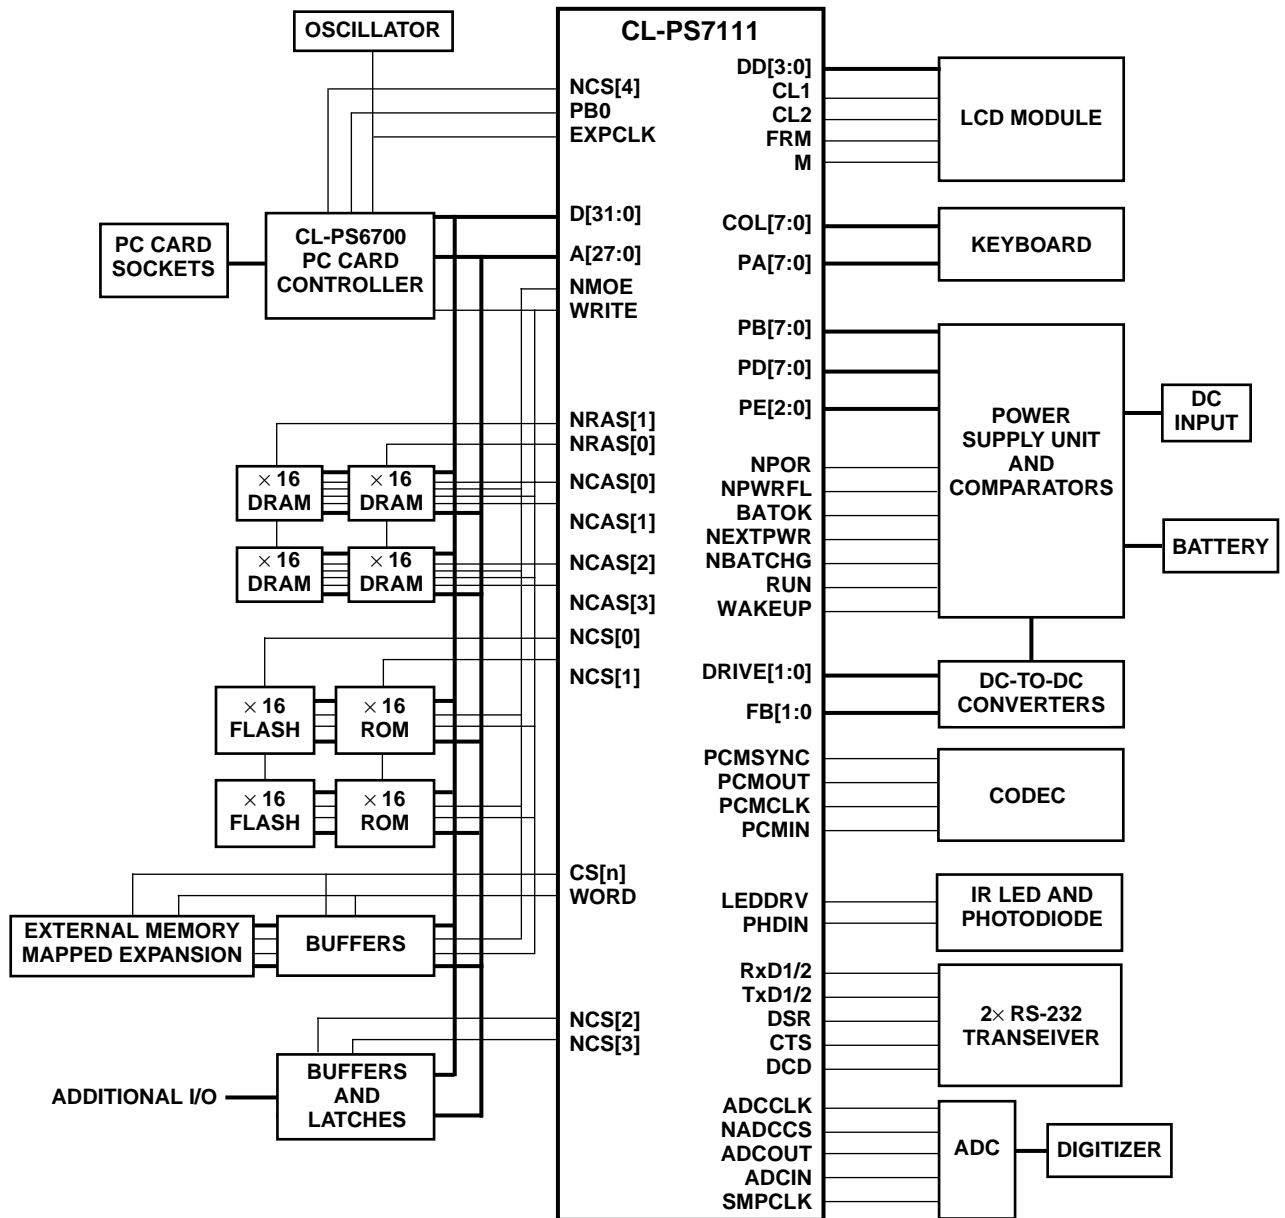 CL-PS7111
OSCILLATOR
NCS[4]
PB0
EXPCLK
D[31:0]
A[27:0]
NMOE
WRITE
PC CARD
SOCKETS
CL-PS6700
PC CARD
CONTROLLER
NRAS[1]
NRAS[0]
NCAS[0]
NCAS[1]
NCAS[2]
NCAS[3]
× 16
DRAM
× 16
DRAM
× 16
DRAM
× 16
DRAM
NCS[0]
NCS[1]
× 16
FLASH
× 16
ROM
× 16
FLASH
× 16
ROM
CS[n]
WORD
EXTERNAL MEMORY
MAPPED EXPANSION
BUFFERS
NCS[2]
NCS[3]
ADDITIONAL I/O
BUFFERS
AND
LATCHES
DD[3:0]
CL1
CL2
FRM
M
LCD MODULE
COL[7:0]
PA[7:0]
KEYBOARD
PB[7:0]
PD[7:0]
PE[2:0]
NPOR
NPWRFL
BATOK
NEXTPWR
NBATCHG
RUN
WAKEUP
POWER
SUPPLY UNIT
AND
COMPARATORS
DC
INPUT
BATTERY
DRIVE[1:0]
FB[1:0
DC-TO-DC
CONVERTERS
PCMSYNC
PCMOUT
PCMCLK
PCMIN
CODEC
LEDDRV
PHDIN
IR LED AND
PHOTODIODE
RxD1/2
TxD1/2
DSR
CTS
DCD
2× RS-232
TRANSEIVER
ADCCLK
NADCCS
ADCOUT
ADCIN
SMPCLK
ADC
DIGITIZER